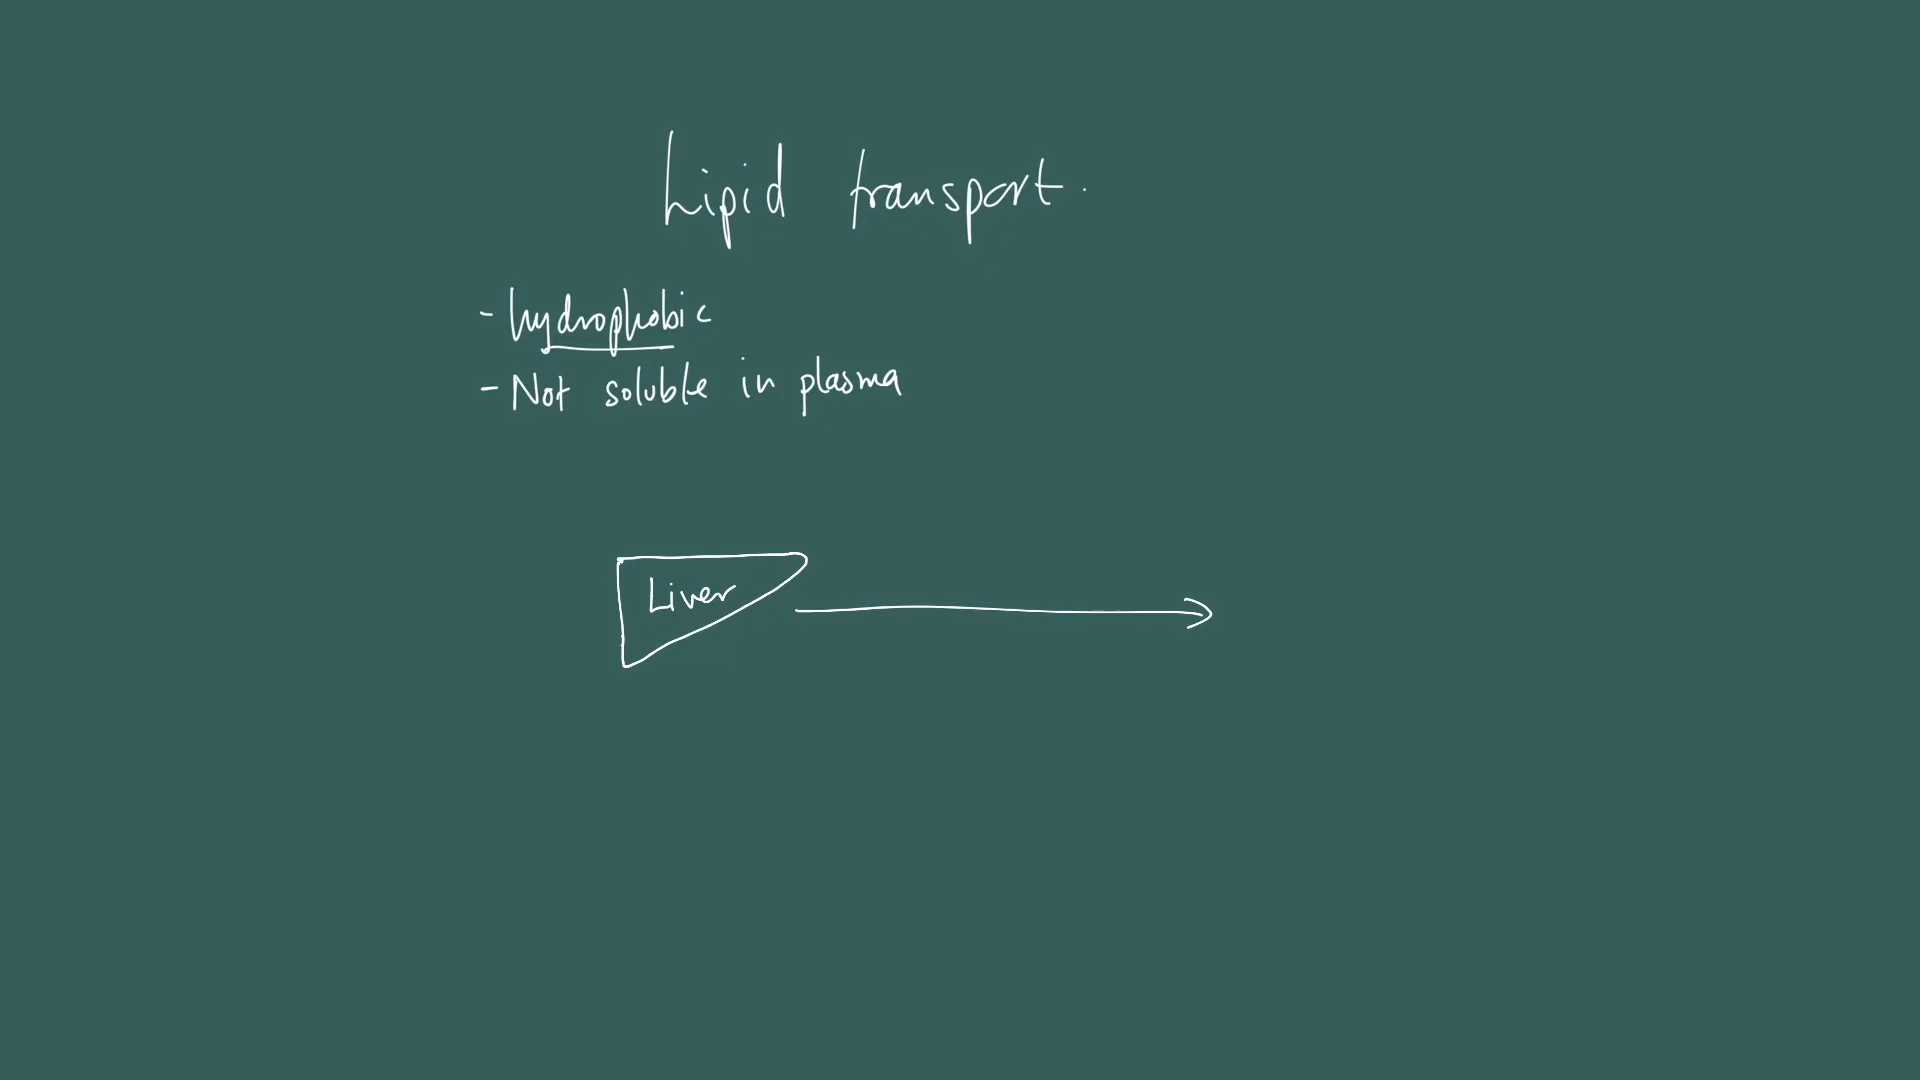 Lipid transport.
- hydrophobic
- Not soluble in plasma
Liver